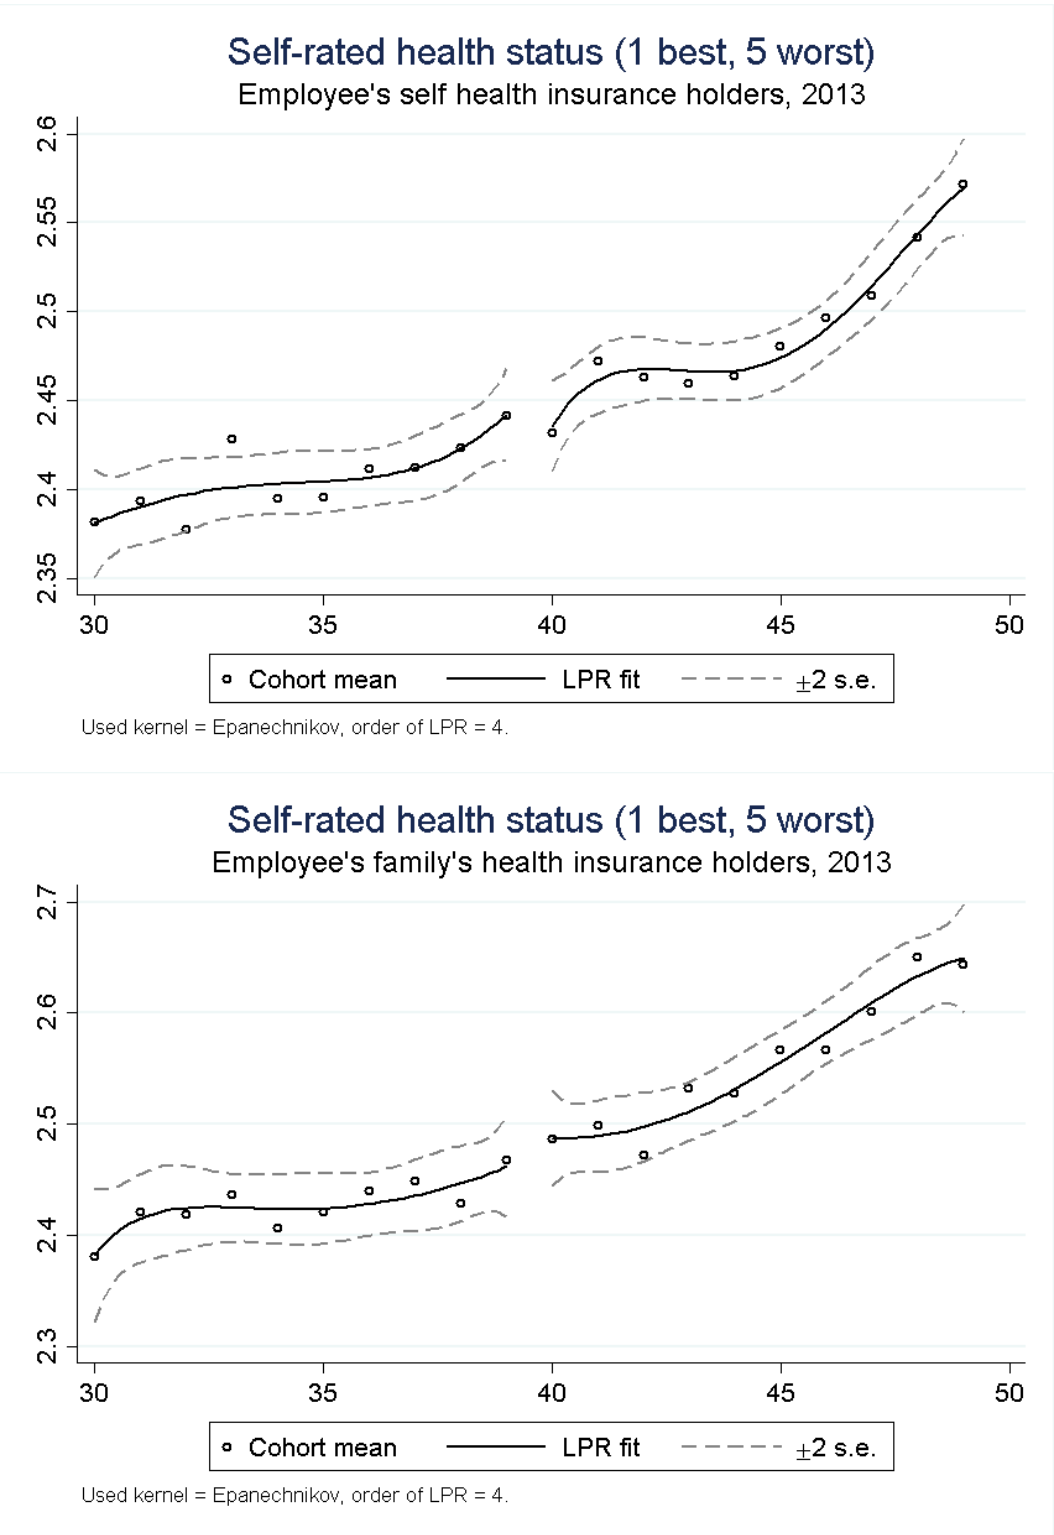 Self-rated health status (1 best, 5 worst)
Employee's self health insurance holders, 2013
2.6
2.55
2.5
2.45
2.4
2.35
30 35 40 45 50
Cohort mean LPR fit ±2 s.e.
Used kernel = Epanechnikov, order of LPR = 4.
Self-rated health status (1 best, 5 worst)
Employee's family's health insurance holders, 2013
2.7
2.6
2.5
2.4
2.3
30 35 40 45 50
Cohort mean LPR fit ±2 s.e.
Used kernel = Epanechnikov, order of LPR = 4.